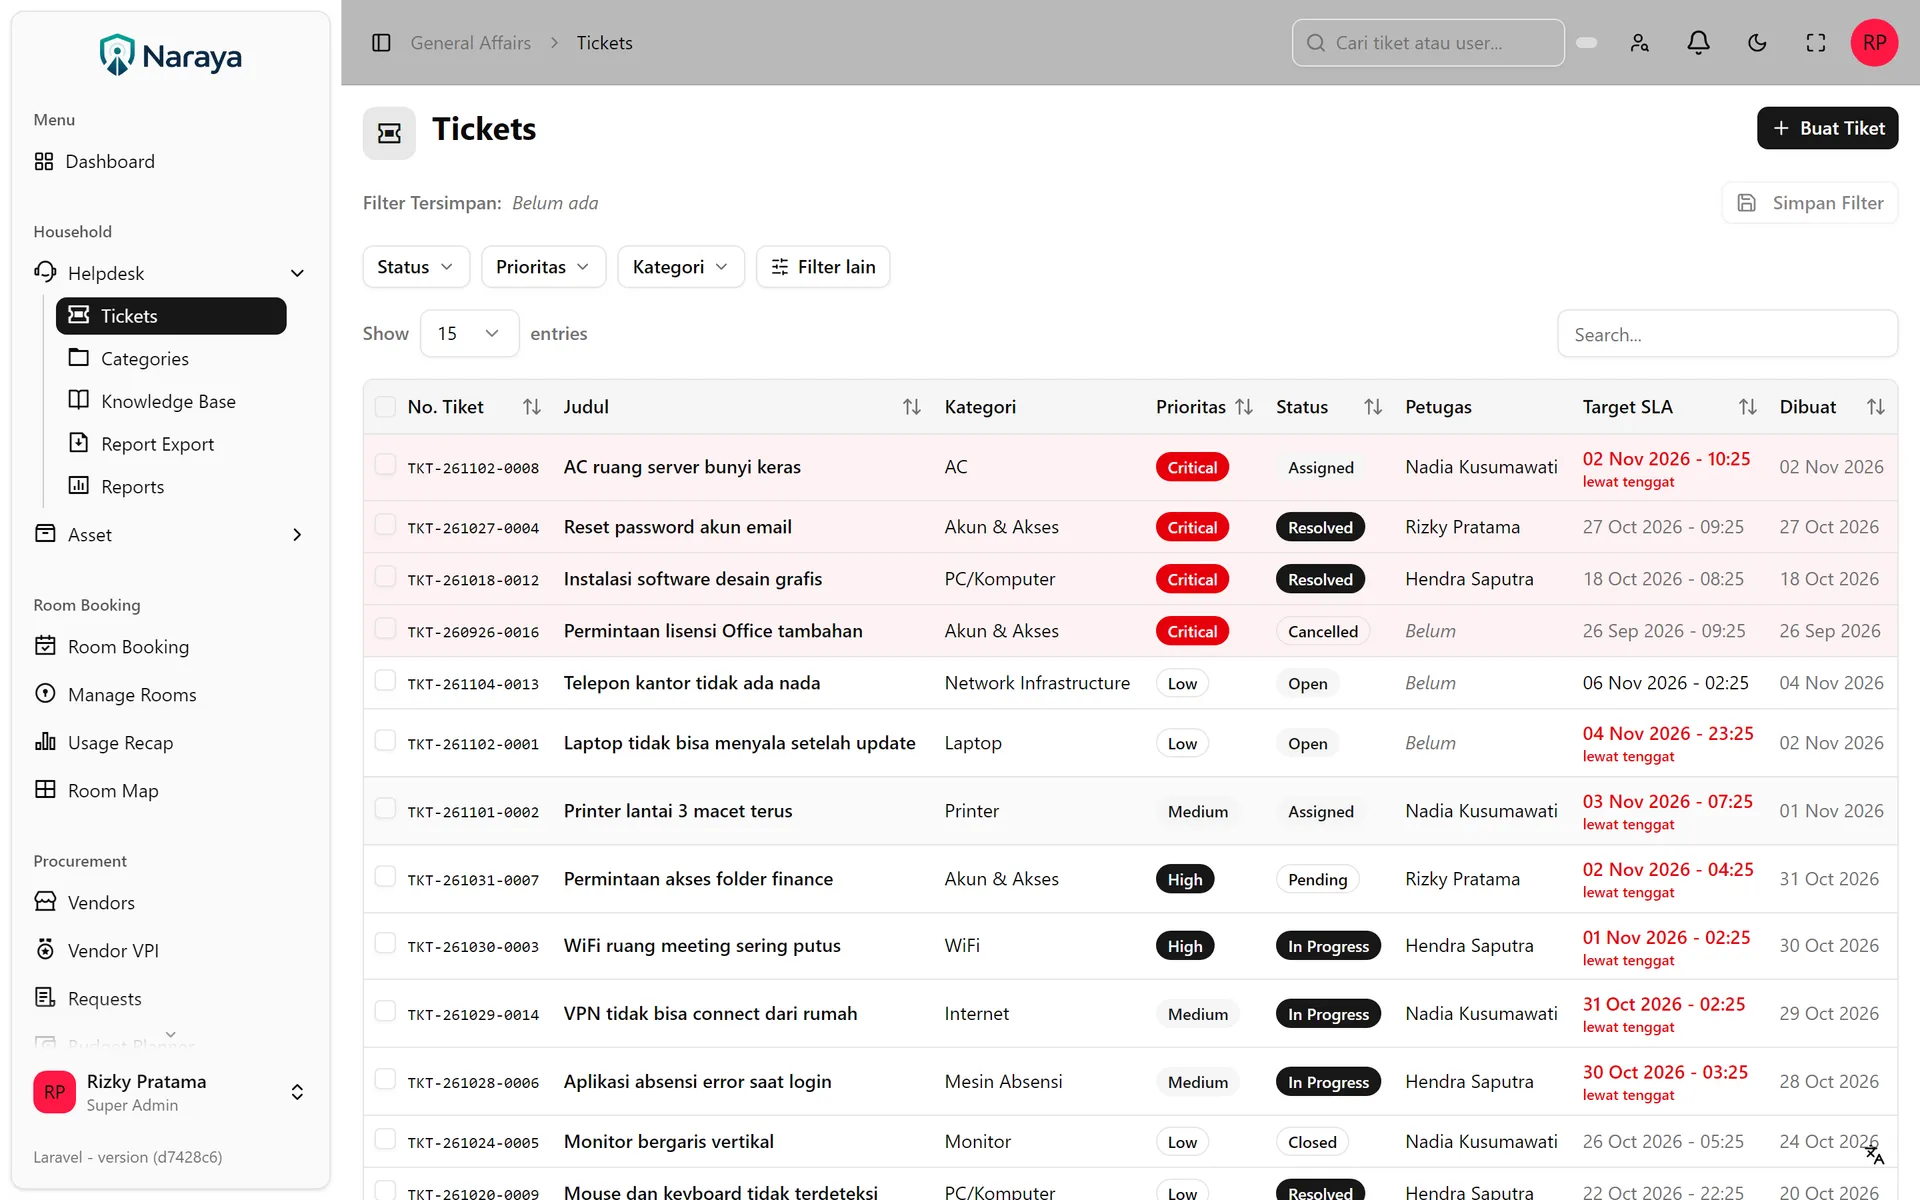 Naraya
Menu
Dashboard
Household
Helpdesk
Tickets
Categories
Knowledge Base
Report Export
Reports
Asset
Room Booking
Room Booking
Manage Rooms
Usage Recap
Room Map
Procurement
Vendors
Vendor VPI
Requests
Budget Planner
RP Rizky Pratama
Super Admin
Laravel - version (d7428c6)
General Affairs > Tickets
Cari tiket atau user...
RP
Tickets
+ Buat Tiket
Filter Tersimpan: Belum ada
Simpan Filter
Status Prioritas Kategori Filter lain
Show 15 entries
Search...
No. Tiket Judul Kategori Prioritas Status Petugas Target SLA Dibuat
TKT-261102-0008 AC ruang server bunyi keras AC Critical Assigned Nadia Kusumawati 02 Nov 2026 - 10:25 02 Nov 2026
lewat tenggat
TKT-261027-0004 Reset password akun email Akun & Akses Critical Resolved Rizky Pratama 27 Oct 2026 - 09:25 27 Oct 2026
TKT-261018-0012 Instalasi software desain grafis PC/Komputer Critical Resolved Hendra Saputra 18 Oct 2026 - 08:25 18 Oct 2026
TKT-260926-0016 Permintaan lisensi Office tambahan Akun & Akses Critical Cancelled Belum 26 Sep 2026 - 09:25 26 Sep 2026
TKT-261104-0013 Telepon kantor tidak ada nada Network Infrastructure Low Open Belum 06 Nov 2026 - 02:25 04 Nov 2026
TKT-261102-0001 Laptop tidak bisa menyala setelah update Laptop Low Open Belum 04 Nov 2026 - 23:25 02 Nov 2026
lewat tenggat
TKT-261101-0002 Printer lantai 3 macet terus Printer Medium Assigned Nadia Kusumawati 03 Nov 2026 - 07:25 01 Nov 2026
lewat tenggat
TKT-261031-0007 Permintaan akses folder finance Akun & Akses High Pending Rizky Pratama 02 Nov 2026 - 04:25 31 Oct 2026
lewat tenggat
TKT-261030-0003 WiFi ruang meeting sering putus WiFi High In Progress Hendra Saputra 01 Nov 2026 - 02:25 30 Oct 2026
lewat tenggat
TKT-261029-0014 VPN tidak bisa connect dari rumah Internet Medium In Progress Nadia Kusumawati 31 Oct 2026 - 02:25 29 Oct 2026
lewat tenggat
TKT-261028-0006 Aplikasi absensi error saat login Mesin Absensi Medium In Progress Hendra Saputra 30 Oct 2026 - 03:25 28 Oct 2026
lewat tenggat
TKT-261024-0005 Monitor bergaris vertikal Monitor Low Closed Nadia Kusumawati 26 Oct 2026 - 05:25 24 Oct 2026
TKT-261020-0009 Mouse dan keyboard tidak terdeteksi PC/Komputer Low Resolved Hendra Saputra 22 Oct 2026 - 22:25 20 Oct 2026